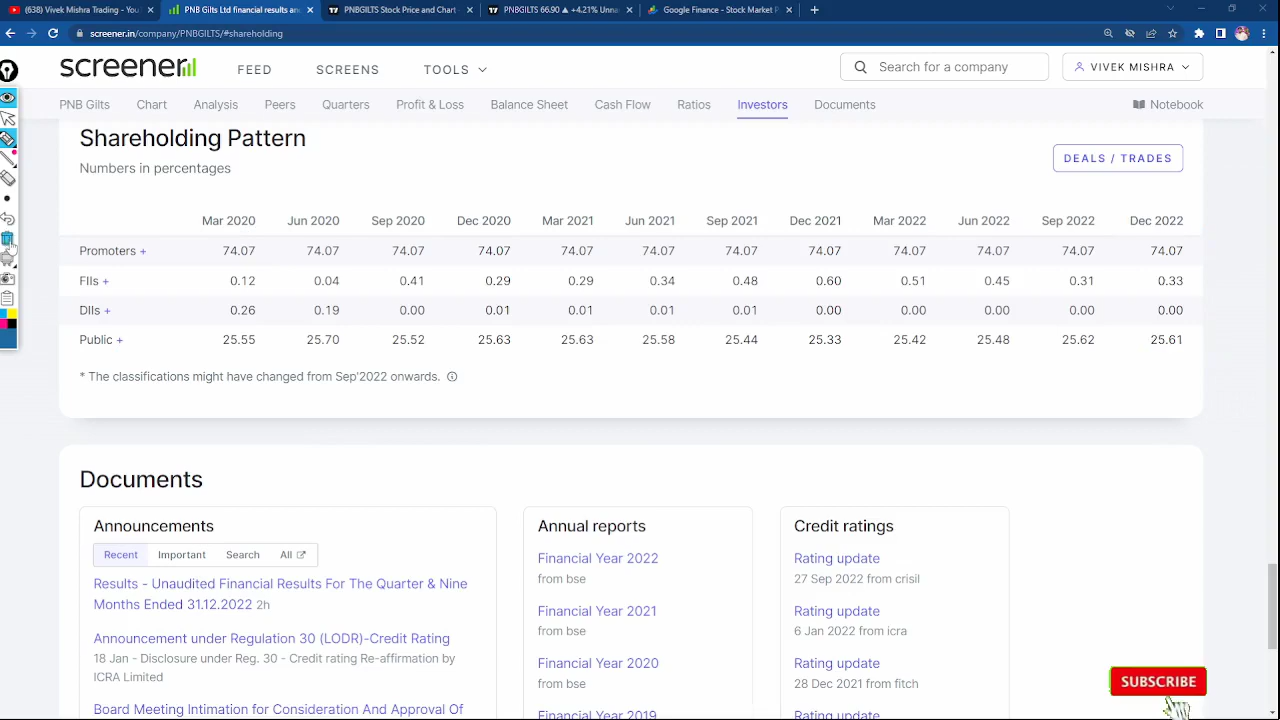 (638) Vivek Mishra Trading - You
PNB Gilts Ltd financial results an
PNBGILTS Stock Price and Chart
PNBGILTS 66.90 ▲ +4.21% Unna
Google Finance - Stock Market P
screener.in/company/PNBGILTS/#shareholding
screener
FEED
SCREENS
TOOLS
Search for a company
VIVEK MISHRA
PNB Gilts
Chart
Analysis
Peers
Quarters
Profit & Loss
Balance Sheet
Cash Flow
Ratios
Investors
Documents
Notebook
Shareholding Pattern
Numbers in percentages
DEALS / TRADES
Mar 2020 Jun 2020 Sep 2020 Dec 2020 Mar 2021 Jun 2021 Sep 2021 Dec 2021 Mar 2022 Jun 2022 Sep 2022 Dec 2022
Promoters + 74.07 74.07 74.07 74.07 74.07 74.07 74.07 74.07 74.07 74.07 74.07 74.07
FIIs + 0.12 0.04 0.41 0.29 0.29 0.34 0.48 0.60 0.51 0.45 0.31 0.33
DIIs + 0.26 0.19 0.00 0.01 0.01 0.01 0.01 0.00 0.00 0.00 0.00 0.00
Public + 25.55 25.70 25.52 25.63 25.63 25.58 25.44 25.33 25.42 25.48 25.62 25.61
* The classifications might have changed from Sep'2022 onwards.
Documents
Announcements
Recent Important Search All
Results - Unaudited Financial Results For The Quarter & Nine
Months Ended 31.12.2022 2h
Announcement under Regulation 30 (LODR)-Credit Rating
18 Jan - Disclosure under Reg. 30 - Credit rating Re-affirmation by
ICRA Limited
Board Meeting Intimation for Consideration And Approval Of
Annual reports
Financial Year 2022
from bse
Financial Year 2021
from bse
Financial Year 2020
from bse
Financial Year 2019
Credit ratings
Rating update
27 Sep 2022 from crisil
Rating update
6 Jan 2022 from icra
Rating update
28 Dec 2021 from fitch
Rating update
SUBSCRIBE